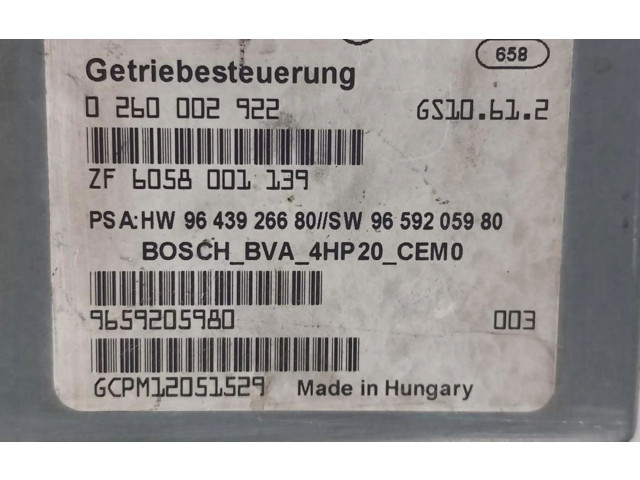 658
Getriebesteuerung
0 260 002 922 GS10.61.2
ZF 6058 001 139
PSA:HW 96 439 266 80//SW 96 592 059 80
BOSCH_BVA_4HP20_CEM0
9659205980 003
GCPM12051529 Made in Hungary